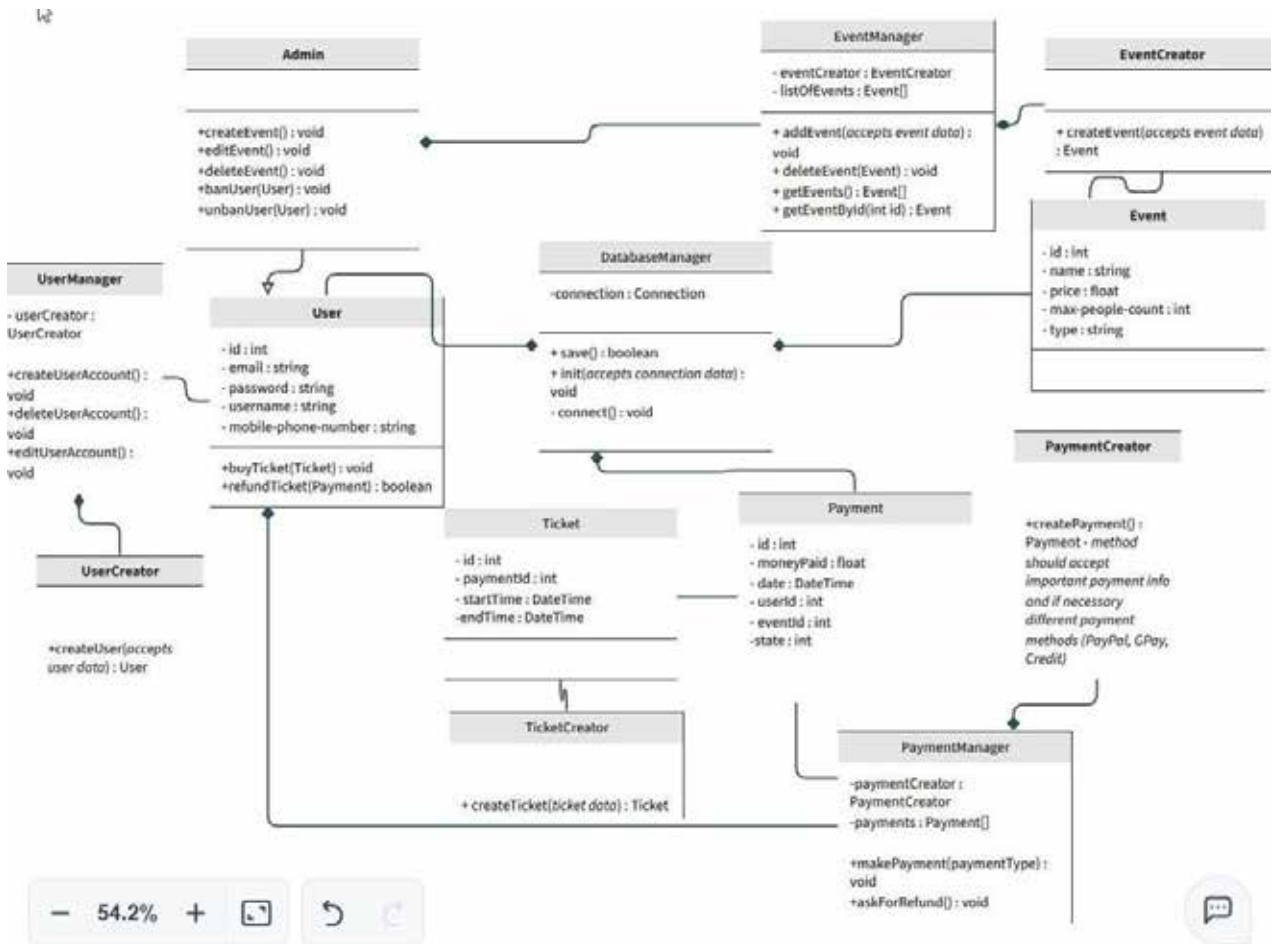 Admin
+createEvent() : void
+editEvent() : void
+deleteEvent() : void
+banUser(User) : void
+unbanUser(User) : void
EventManager
- eventCreator : EventCreator
- listOfEvents : Event[]
+ addEvent(accepts event data) :
void
+ deleteEvent(Event) : void
+ getEvents() : Event[]
+ getEventById(int id) : Event
EventCreator
+ createEvent(accepts event data)
: Event
Event
- id : int
- name : string
- price : float
- max-people-count : int
- type : string
UserManager
- userCreator :
UserCreator
+createUserAccount() :
void
+deleteUserAccount() :
void
+editUserAccount() :
void
User
- id : int
- email : string
- password : string
- username : string
- mobile-phone-number : string
+buyTicket(Ticket) : void
+refundTicket(Payment) : boolean
DatabaseManager
-connection : Connection
+ save() : boolean
+ init(accepts connection data) :
void
- connect() : void
PaymentCreator
+createPayment() :
Payment - method
should accept
important payment info
and if necessary
different payment
methods (PayPal, GPay,
Credit)
UserCreator
+createUser(accepts
user data) : User
Ticket
- id : int
- paymentId : int
- startTime : DateTime
-endTime : DateTime
Payment
- id : int
- moneyPaid : float
- date : DateTime
- userId : int
- eventId : int
-state : int
TicketCreator
+ createTicket(ticket data) : Ticket
PaymentManager
-paymentCreator :
PaymentCreator
-payments : Payment[]
+makePayment(paymentType) :
void
+askForRefund() : void
54.2%